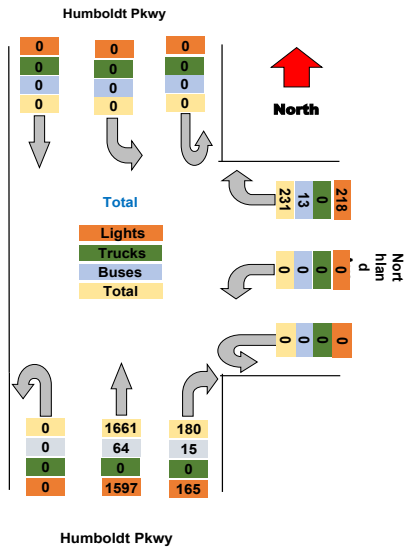 Humboldt Pkwy
0 0 0
0 0 0
0 0 0
0 0 0
North
231 13 0 218
Total
Lights
Trucks
Buses
Total
0 0 0 0
Nort
hlan
d
0 0 0 0
0 1661 180
0 64 15
0 0 0
0 1597 165
Humboldt Pkwy